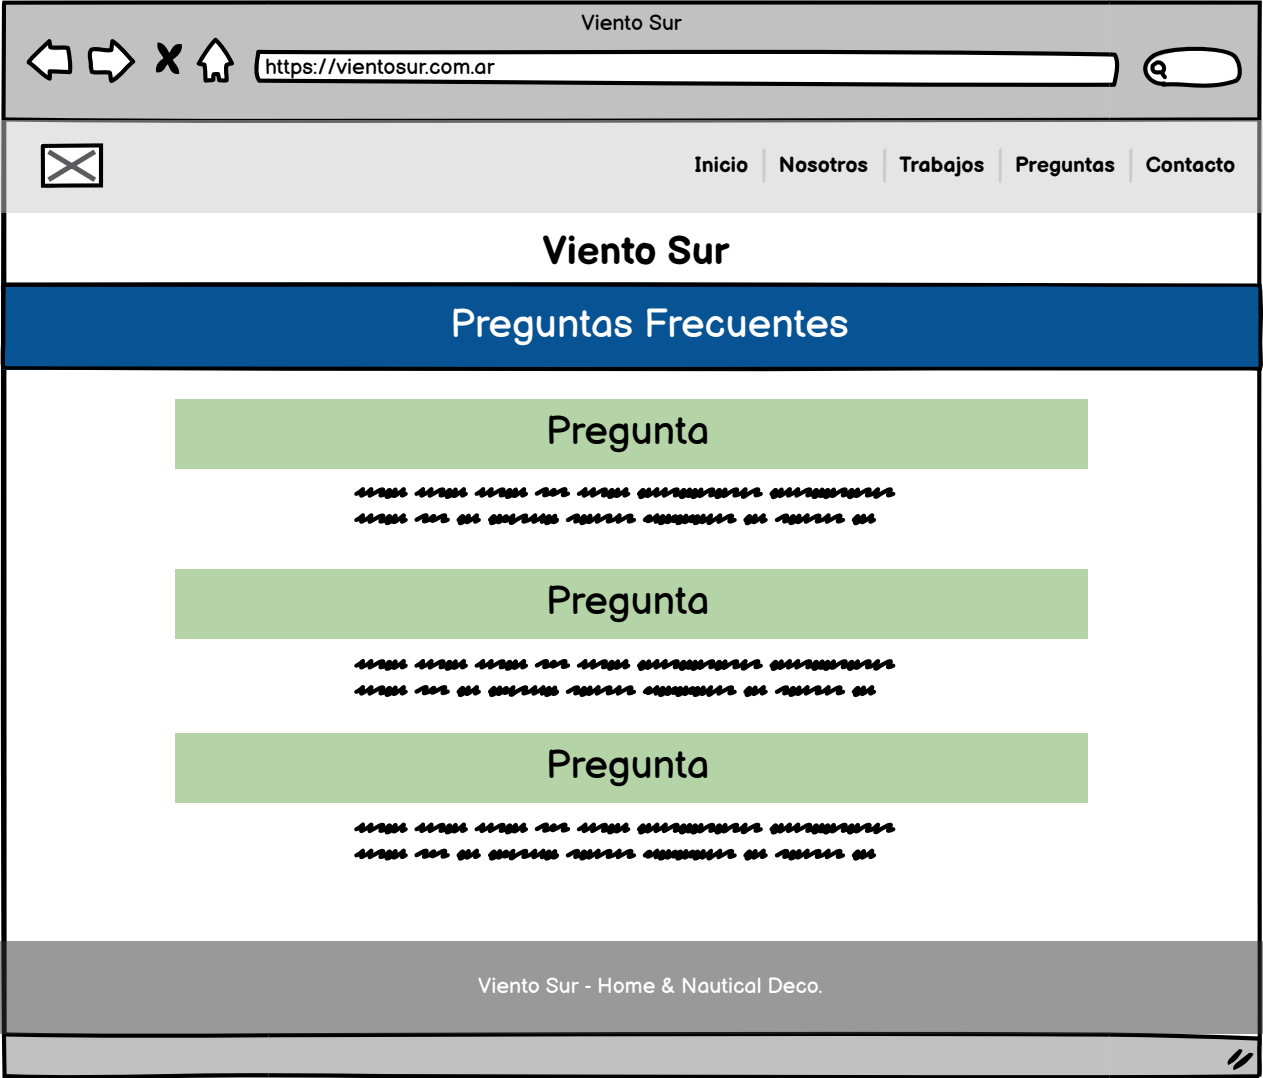 Viento Sur
https://vientosur.com.ar
Inicio Nosotros Trabajos Preguntas Contacto
Viento Sur
Preguntas Frecuentes
Pregunta
Pregunta
Pregunta
Viento Sur - Home & Nautical Deco.